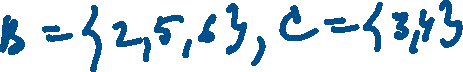 B = {2,5,6}, C = {3,4}